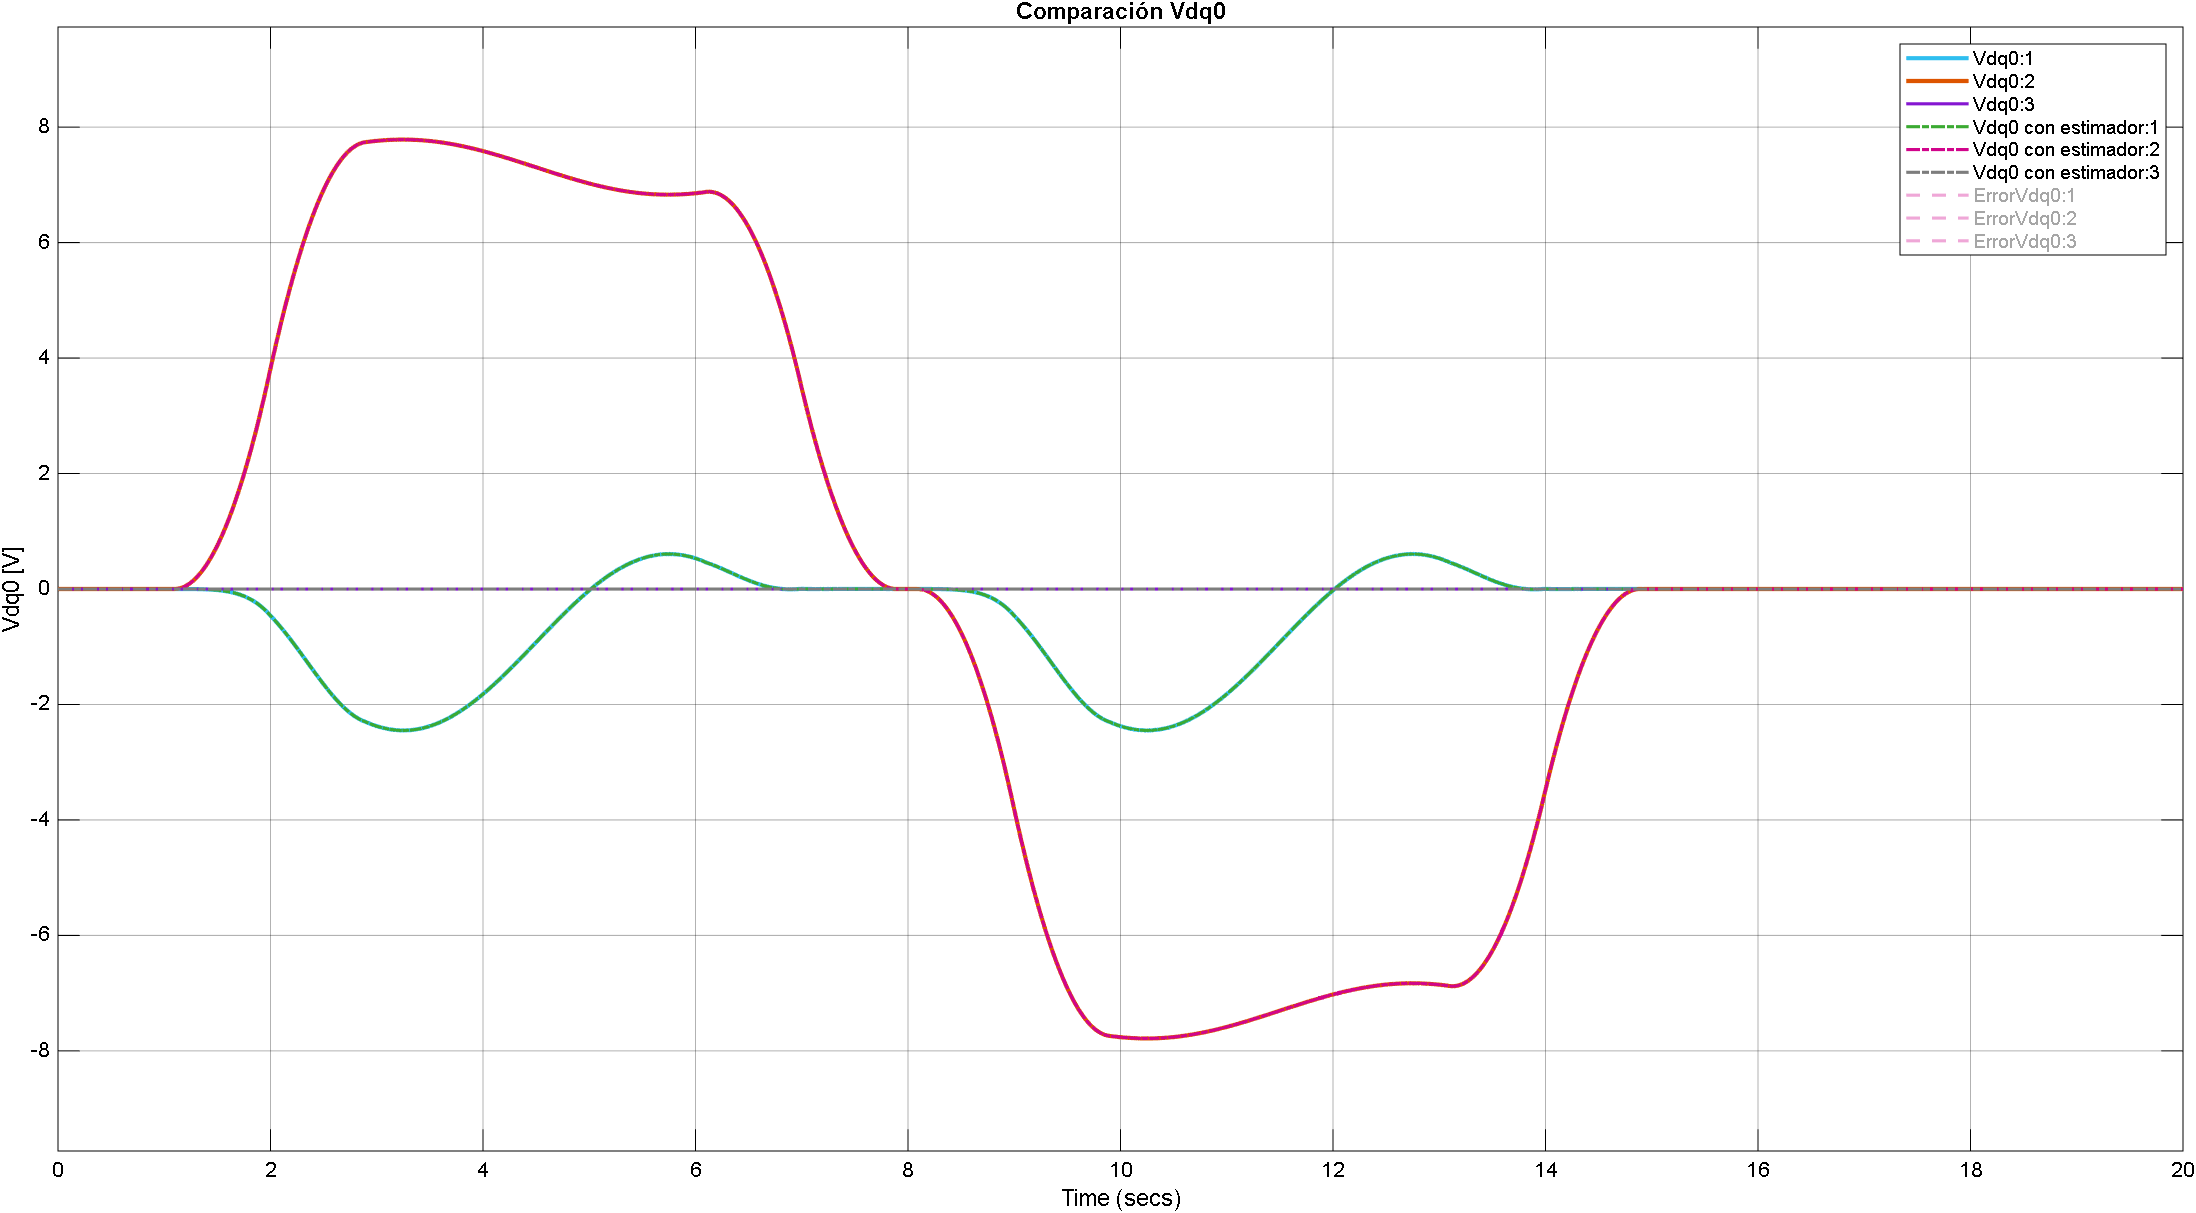 Comparación Vdq0
Vdq0:1
Vdq0:2
Vdq0:3
Vdq0 con estimador:1
Vdq0 con estimador:2
Vdq0 con estimador:3
ErrorVdq0:1
ErrorVdq0:2
ErrorVdq0:3
8
6
4
2
0
-2
-4
-6
-8
Vdq0 [V]
0 2 4 6 8 10 12 14 16 18 20
Time (secs)